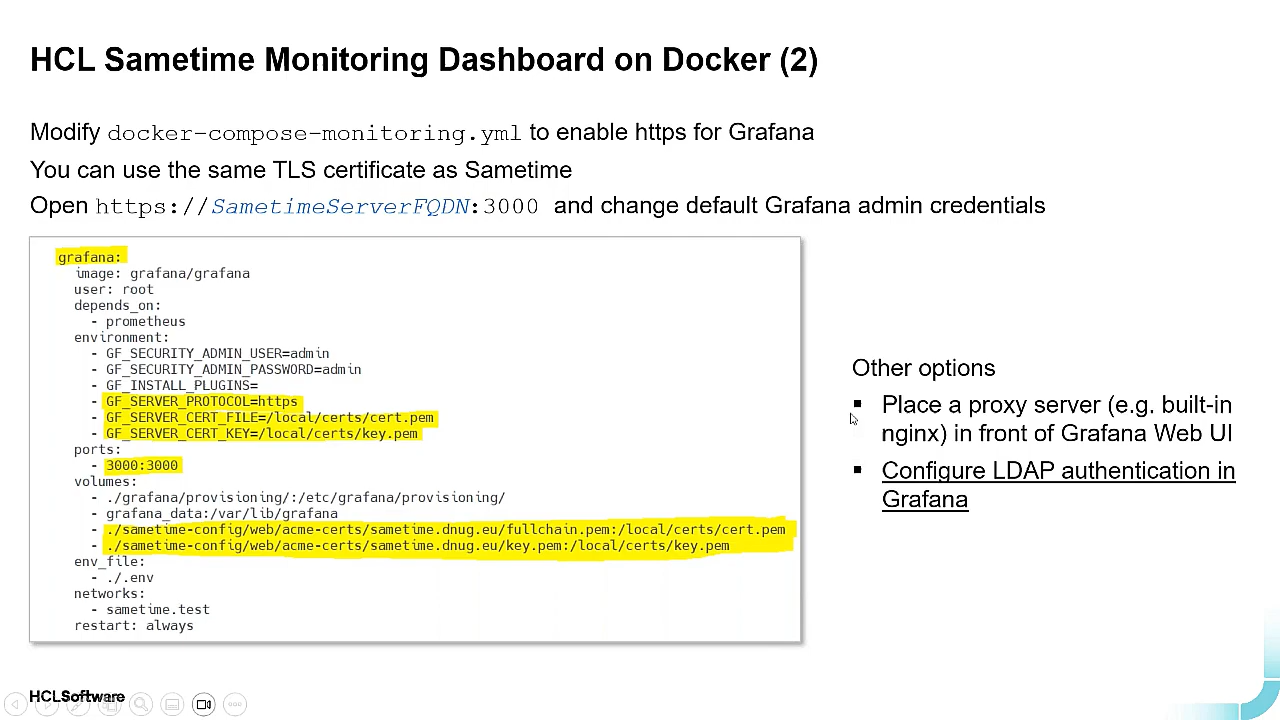 HCL Sametime Monitoring Dashboard on Docker (2)
Modify docker-compose-monitoring.yml to enable https for Grafana
You can use the same TLS certificate as Sametime
Open https://SametimeServerFQDN:3000 and change default Grafana admin credentials
grafana:
image: grafana/grafana
user: root
depends_on:
- prometheus
environment:
- GF_SECURITY_ADMIN_USER=admin
- GF_SECURITY_ADMIN_PASSWORD=admin
- GF_INSTALL_PLUGINS=
- GF_SERVER_PROTOCOL=https
- GF_SERVER_CERT_FILE=/local/certs/cert.pem
- GF_SERVER_CERT_KEY=/local/certs/key.pem
ports:
- 3000:3000
volumes:
- ./grafana/provisioning/:/etc/grafana/provisioning/
- grafana_data:/var/lib/grafana
- ./sametime-config/web/acme-certs/sametime.dnug.eu/fullchain.pem:/local/certs/cert.pem
- ./sametime-config/web/acme-certs/sametime.dnug.eu/key.pem:/local/certs/key.pem
env_file:
- ./.env
networks:
- sametime.test
restart: always
Other options
▪ Place a proxy server (e.g. built-in
nginx) in front of Grafana Web UI
▪ Configure LDAP authentication in
Grafana
HCLSoftware